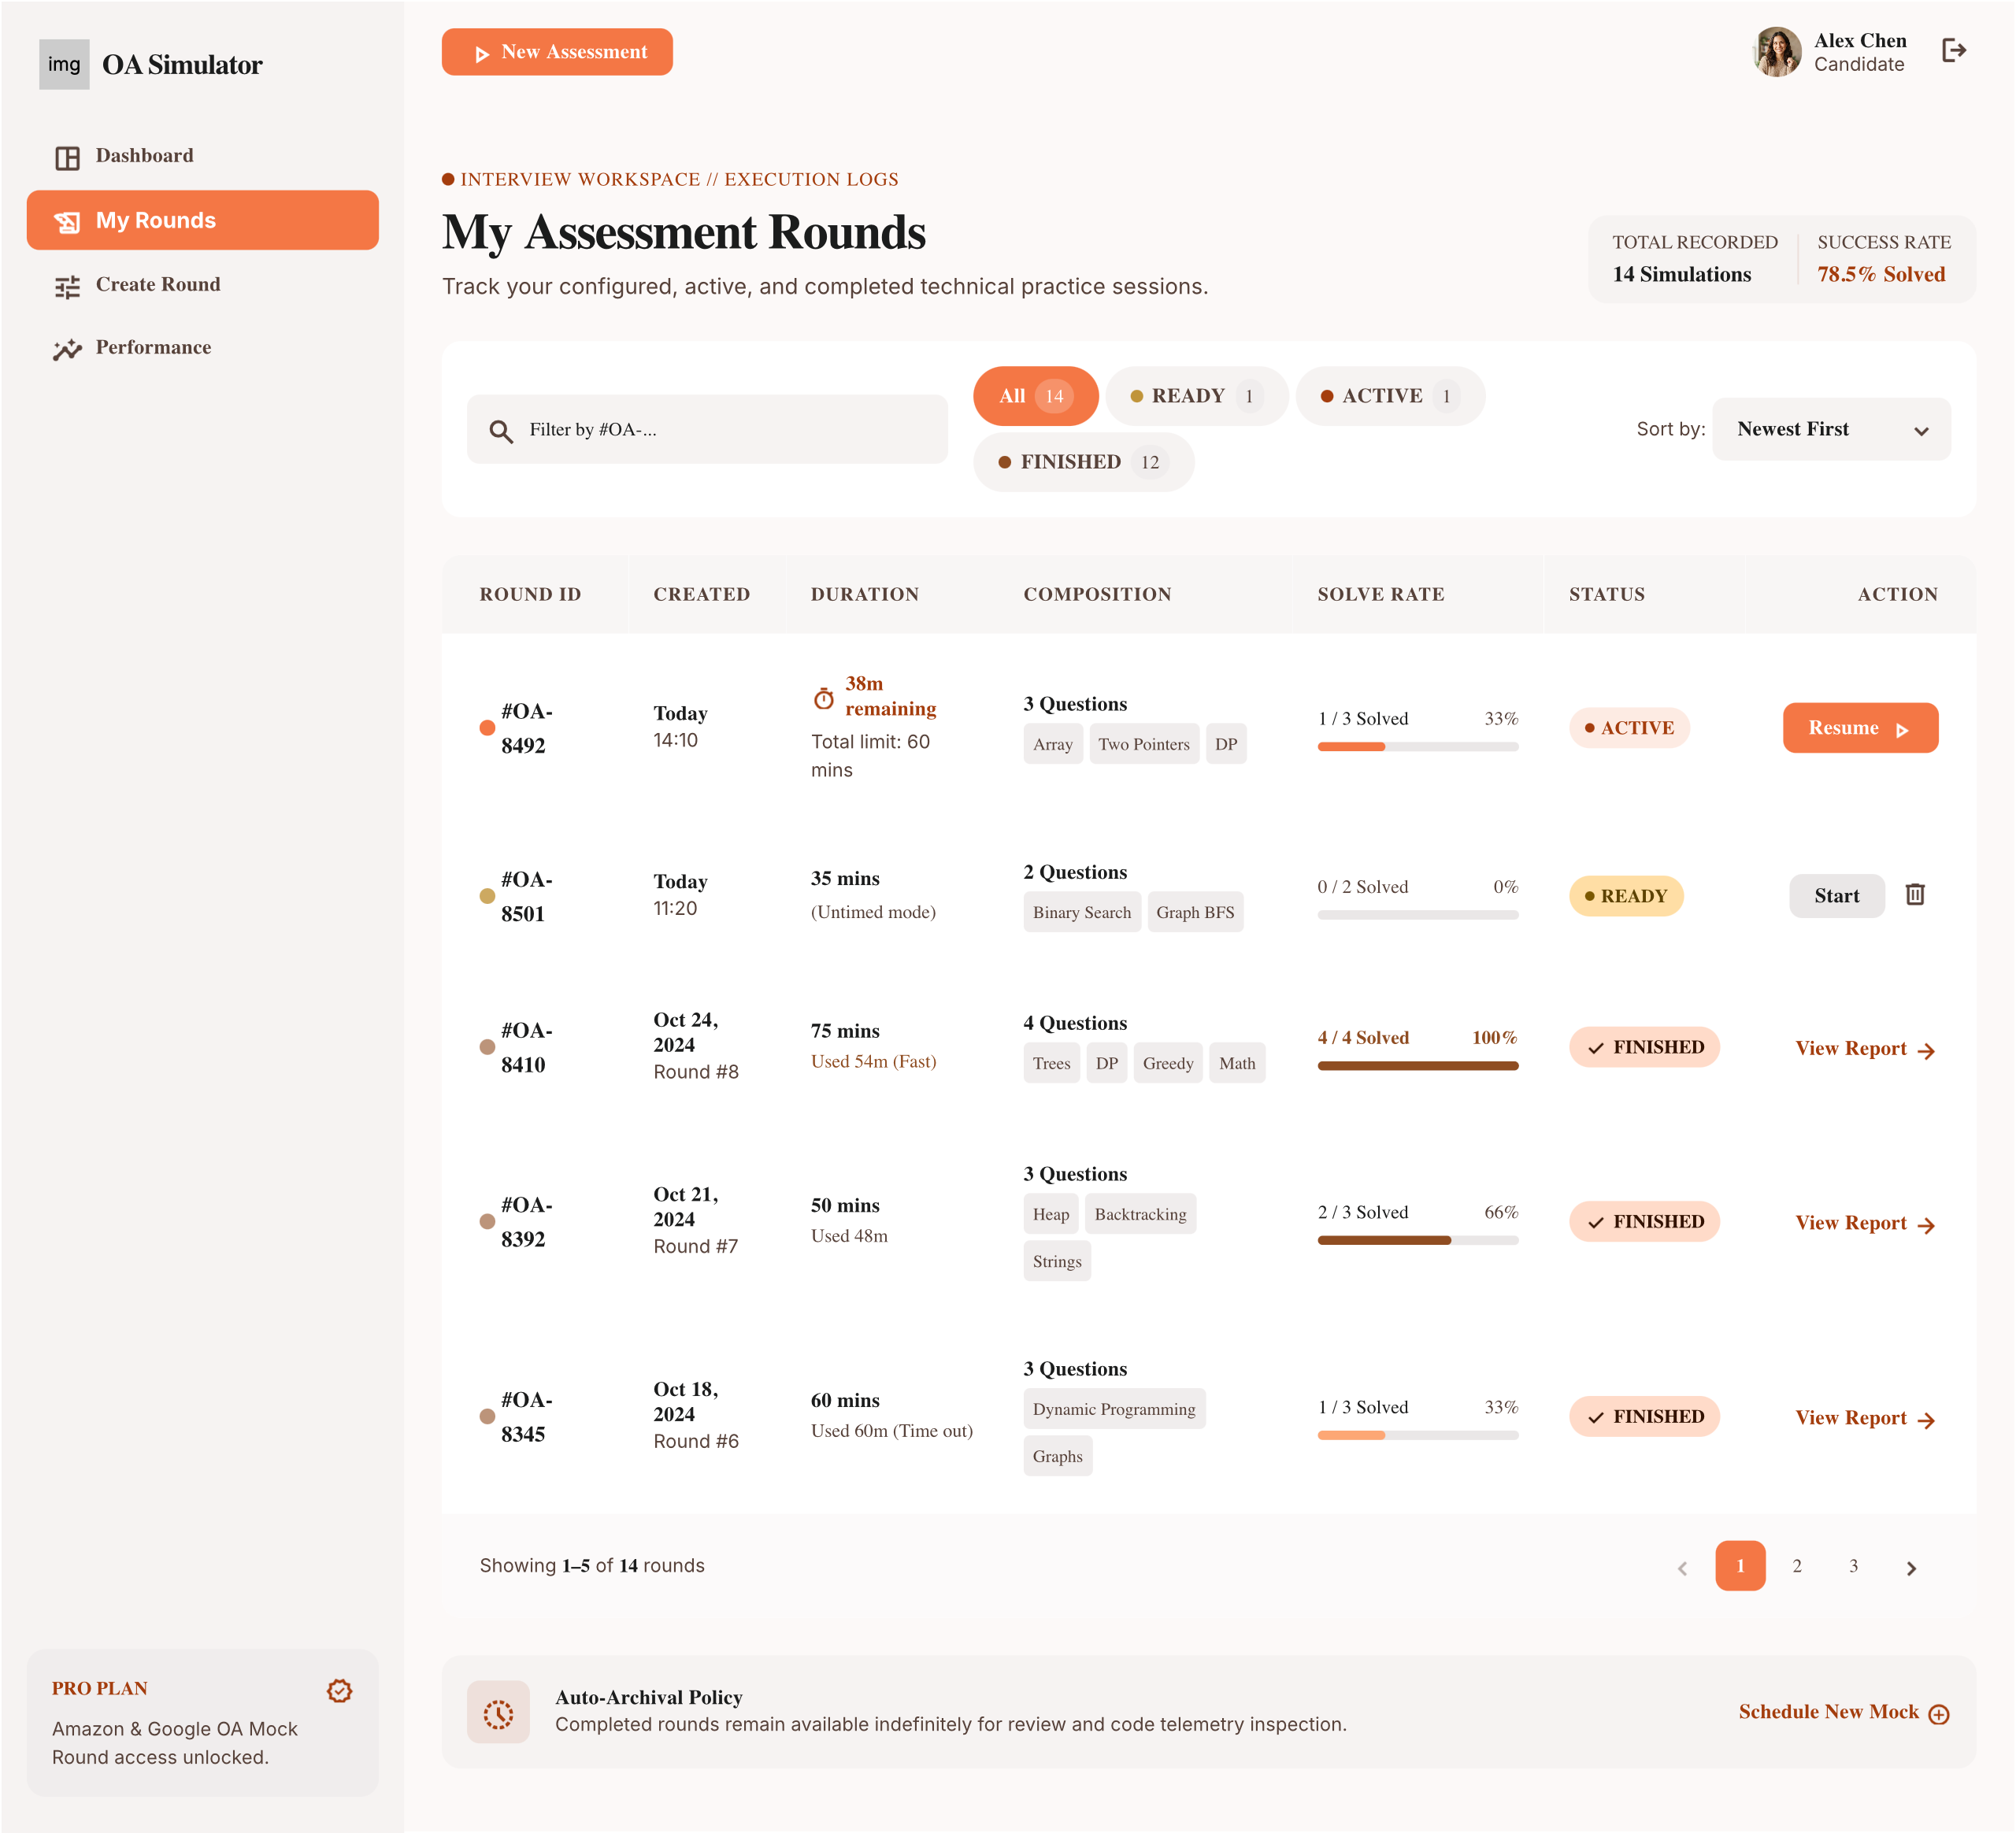 img OA Simulator
Dashboard
My Rounds
Create Round
Performance
PRO PLAN
Amazon & Google OA Mock
Round access unlocked.
New Assessment
Alex Chen
Candidate
INTERVIEW WORKSPACE // EXECUTION LOGS
My Assessment Rounds
Track your configured, active, and completed technical practice sessions.
TOTAL RECORDED
14 Simulations
SUCCESS RATE
78.5% Solved
Filter by #OA-...
All 14
READY 1
ACTIVE 1
FINISHED 12
Sort by: Newest First
ROUND ID CREATED DURATION COMPOSITION SOLVE RATE STATUS ACTION
#OA-
8492
Today
14:10
38m
remaining
Total limit: 60
mins
3 Questions
Array Two Pointers DP
1 / 3 Solved 33%
ACTIVE
Resume
#OA-
8501
Today
11:20
35 mins
(Untimed mode)
2 Questions
Binary Search Graph BFS
0 / 2 Solved 0%
READY
Start
#OA-
8410
Oct 24,
2024
Round #8
75 mins
Used 54m (Fast)
4 Questions
Trees DP Greedy Math
4 / 4 Solved 100%
FINISHED
View Report
#OA-
8392
Oct 21,
2024
Round #7
50 mins
Used 48m
3 Questions
Heap Backtracking
Strings
2 / 3 Solved 66%
FINISHED
View Report
#OA-
8345
Oct 18,
2024
Round #6
60 mins
Used 60m (Time out)
3 Questions
Dynamic Programming
Graphs
1 / 3 Solved 33%
FINISHED
View Report
Showing 1–5 of 14 rounds
1 2 3
Auto-Archival Policy
Completed rounds remain available indefinitely for review and code telemetry inspection.
Schedule New Mock